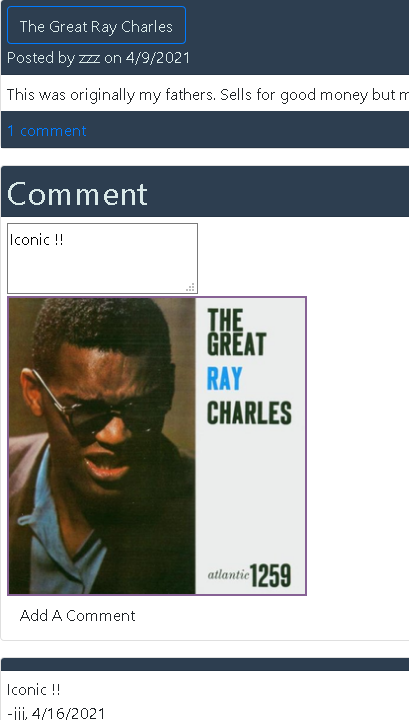 The Great Ray Charles
Posted by zzz on 4/9/2021
This was originally my fathers. Sells for good money but m
1 comment
Comment
Iconic !!
THE
GREAT
RAY
CHARLES
atlantic 1259
Add A Comment
Iconic !!
-jjj, 4/16/2021